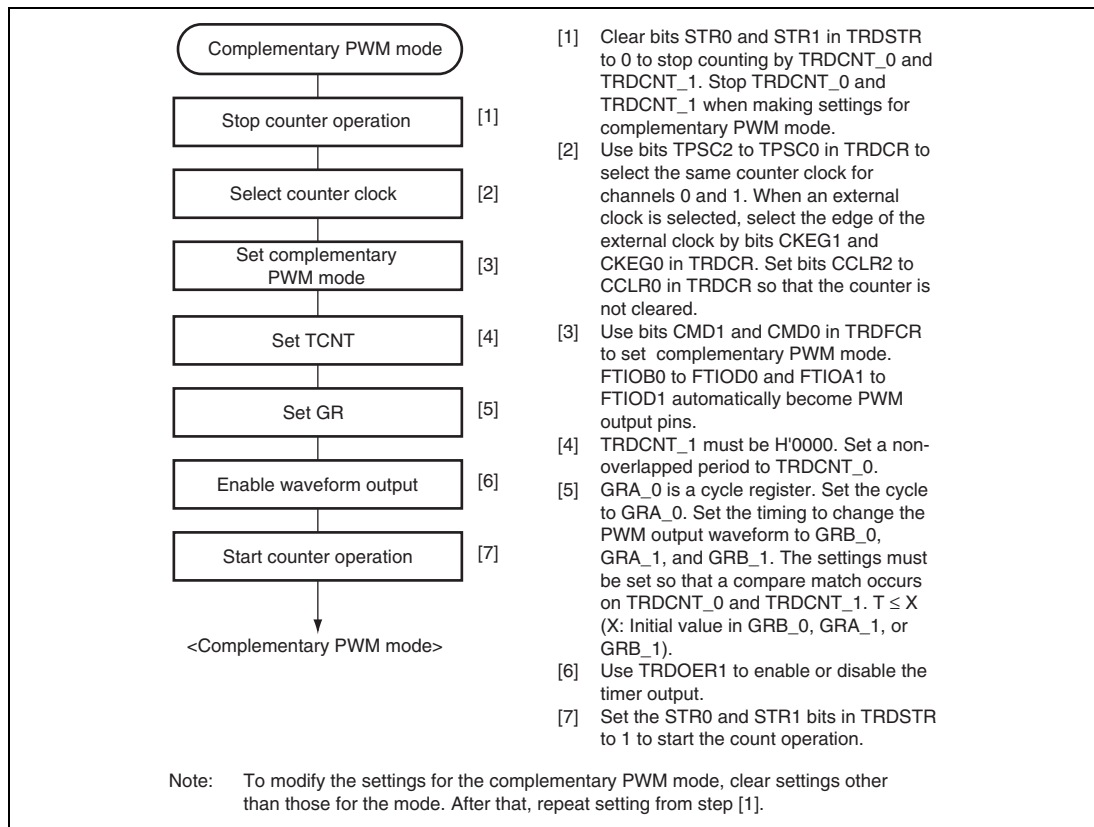 Complementary PWM mode
Stop counter operation
[1]
Select counter clock
[2]
Set complementary
PWM mode
[3]
Set TCNT
[4]
Set GR
[5]
Enable waveform output
[6]
Start counter operation
[7]
<Complementary PWM mode>
[1] Clear bits STR0 and STR1 in TRDSTR
to 0 to stop counting by TRDCNT_0 and
TRDCNT_1. Stop TRDCNT_0 and
TRDCNT_1 when making settings for
complementary PWM mode.
[2] Use bits TPSC2 to TPSC0 in TRDCR to
select the same counter clock for
channels 0 and 1. When an external
clock is selected, select the edge of the
external clock by bits CKEG1 and
CKEG0 in TRDCR. Set bits CCLR2 to
CCLR0 in TRDCR so that the counter is
not cleared.
[3] Use bits CMD1 and CMD0 in TRDFCR
to set complementary PWM mode.
FTIOB0 to FTIOD0 and FTIOA1 to
FTIOD1 automatically become PWM
output pins.
[4] TRDCNT_1 must be H'0000. Set a non-
overlapped period to TRDCNT_0.
[5] GRA_0 is a cycle register. Set the cycle
to GRA_0. Set the timing to change the
PWM output waveform to GRB_0,
GRA_1, and GRB_1. The settings must
be set so that a compare match occurs
on TRDCNT_0 and TRDCNT_1. T ≤ X
(X: Initial value in GRB_0, GRA_1, or
GRB_1).
[6] Use TRDOER1 to enable or disable the
timer output.
[7] Set the STR0 and STR1 bits in TRDSTR
to 1 to start the count operation.
Note: To modify the settings for the complementary PWM mode, clear settings other
than those for the mode. After that, repeat setting from step [1].